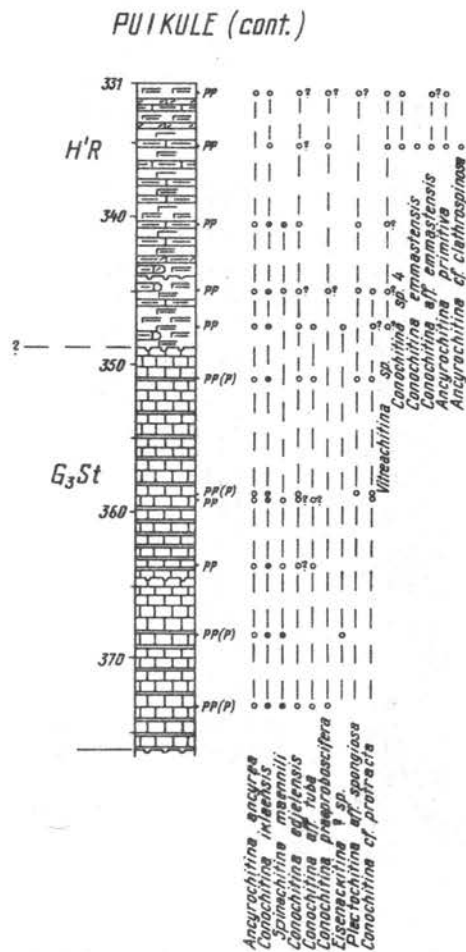 PUIKULE (cont.)
331
PP
H'R
PP
340
PP
PP
PP
?
350
PP(P)
G₃St
PP(P)
PP
360
PP
PP(P)
370
PP(P)
Vitreachitina sp.
Conochitina sp. 4
Conochitina emmastensis
Conochitina aff. emmastensis
Ancyrochitina primitiva
Ancyrochitina cf. clathrospinosa
Ancyrochitina ancyrea
Conochitina iklaensis
Spinachitina maennili
Conochitina edjelensis
Conochitina aff. tuba
Conochitina praeproboscifera
Eisenackitina ? sp.
Plectochitina aff. spongiosa
Conochitina cf. protracta